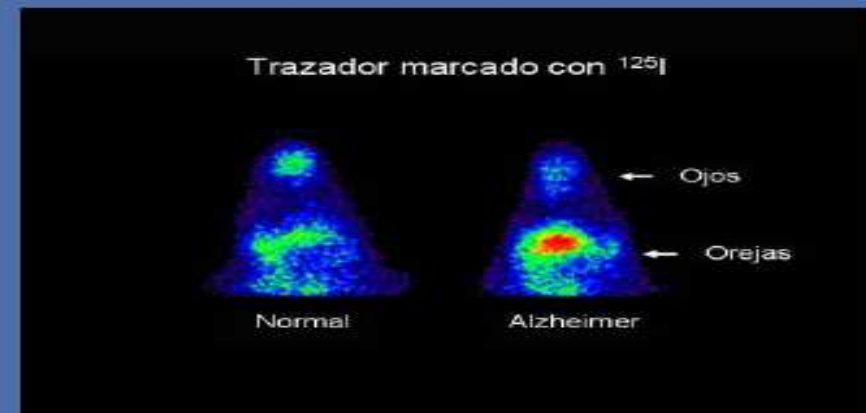 Trazador marcado con ¹²⁵I
Ojos
Orejas
Normal
Alzheimer